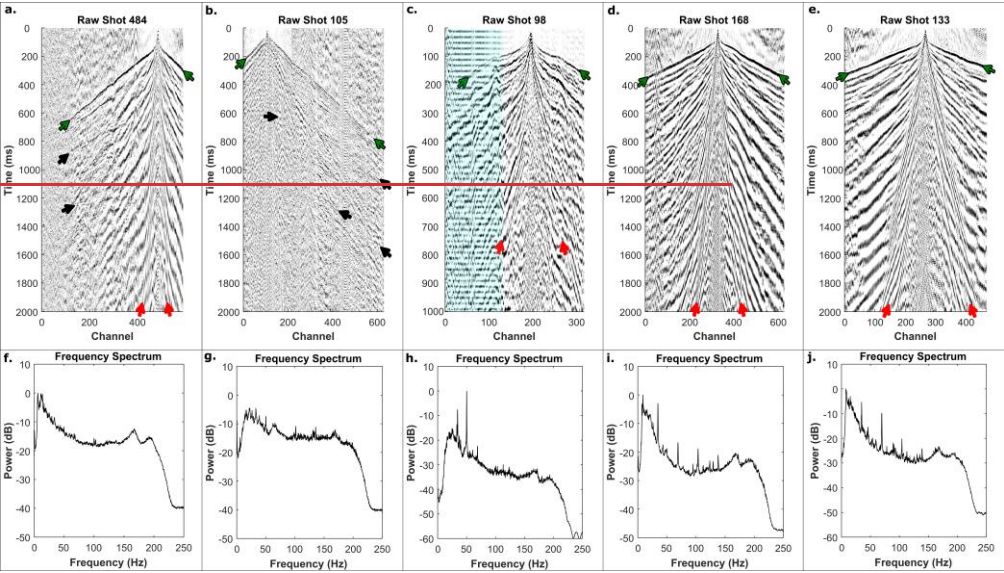 a.
Raw Shot 484
0
200
400
600
800
1000
1200
1400
1600
1800
2000
Time (ms)
0 200 400 600
Channel
b.
Raw Shot 105
0
200
400
600
800
1000
1200
1400
1600
1800
2000
Time (ms)
0 200 400 600
Channel
c.
Raw Shot 98
0
100
200
300
400
500
600
700
800
900
1000
Time (ms)
0 100 200 300
Channel
d.
Raw Shot 168
0
200
400
600
800
1000
1200
1400
1600
1800
2000
Time (ms)
0 200 400 600
Channel
e.
Raw Shot 133
0
200
400
600
800
1000
1200
1400
1600
1800
2000
Time (ms)
0 100 200 300 400
Channel
f.
Frequency Spectrum
10
0
-10
-20
-30
-40
-50
Power (dB)
0 50 100 150 200 250
Frequency (Hz)
g.
Frequency Spectrum
10
0
-10
-20
-30
-40
-50
Power (dB)
0 50 100 150 200 250
Frequency (Hz)
h.
Frequency Spectrum
10
0
-10
-20
-30
-40
-50
-60
Power (dB)
0 50 100 150 200 250
Frequency (Hz)
i.
Frequency Spectrum
10
0
-10
-20
-30
-40
-50
Power (dB)
0 50 100 150 200 250
Frequency (Hz)
j.
Frequency Spectrum
10
0
-10
-20
-30
-40
-50
-60
Power (dB)
0 50 100 150 200 250
Frequency (Hz)